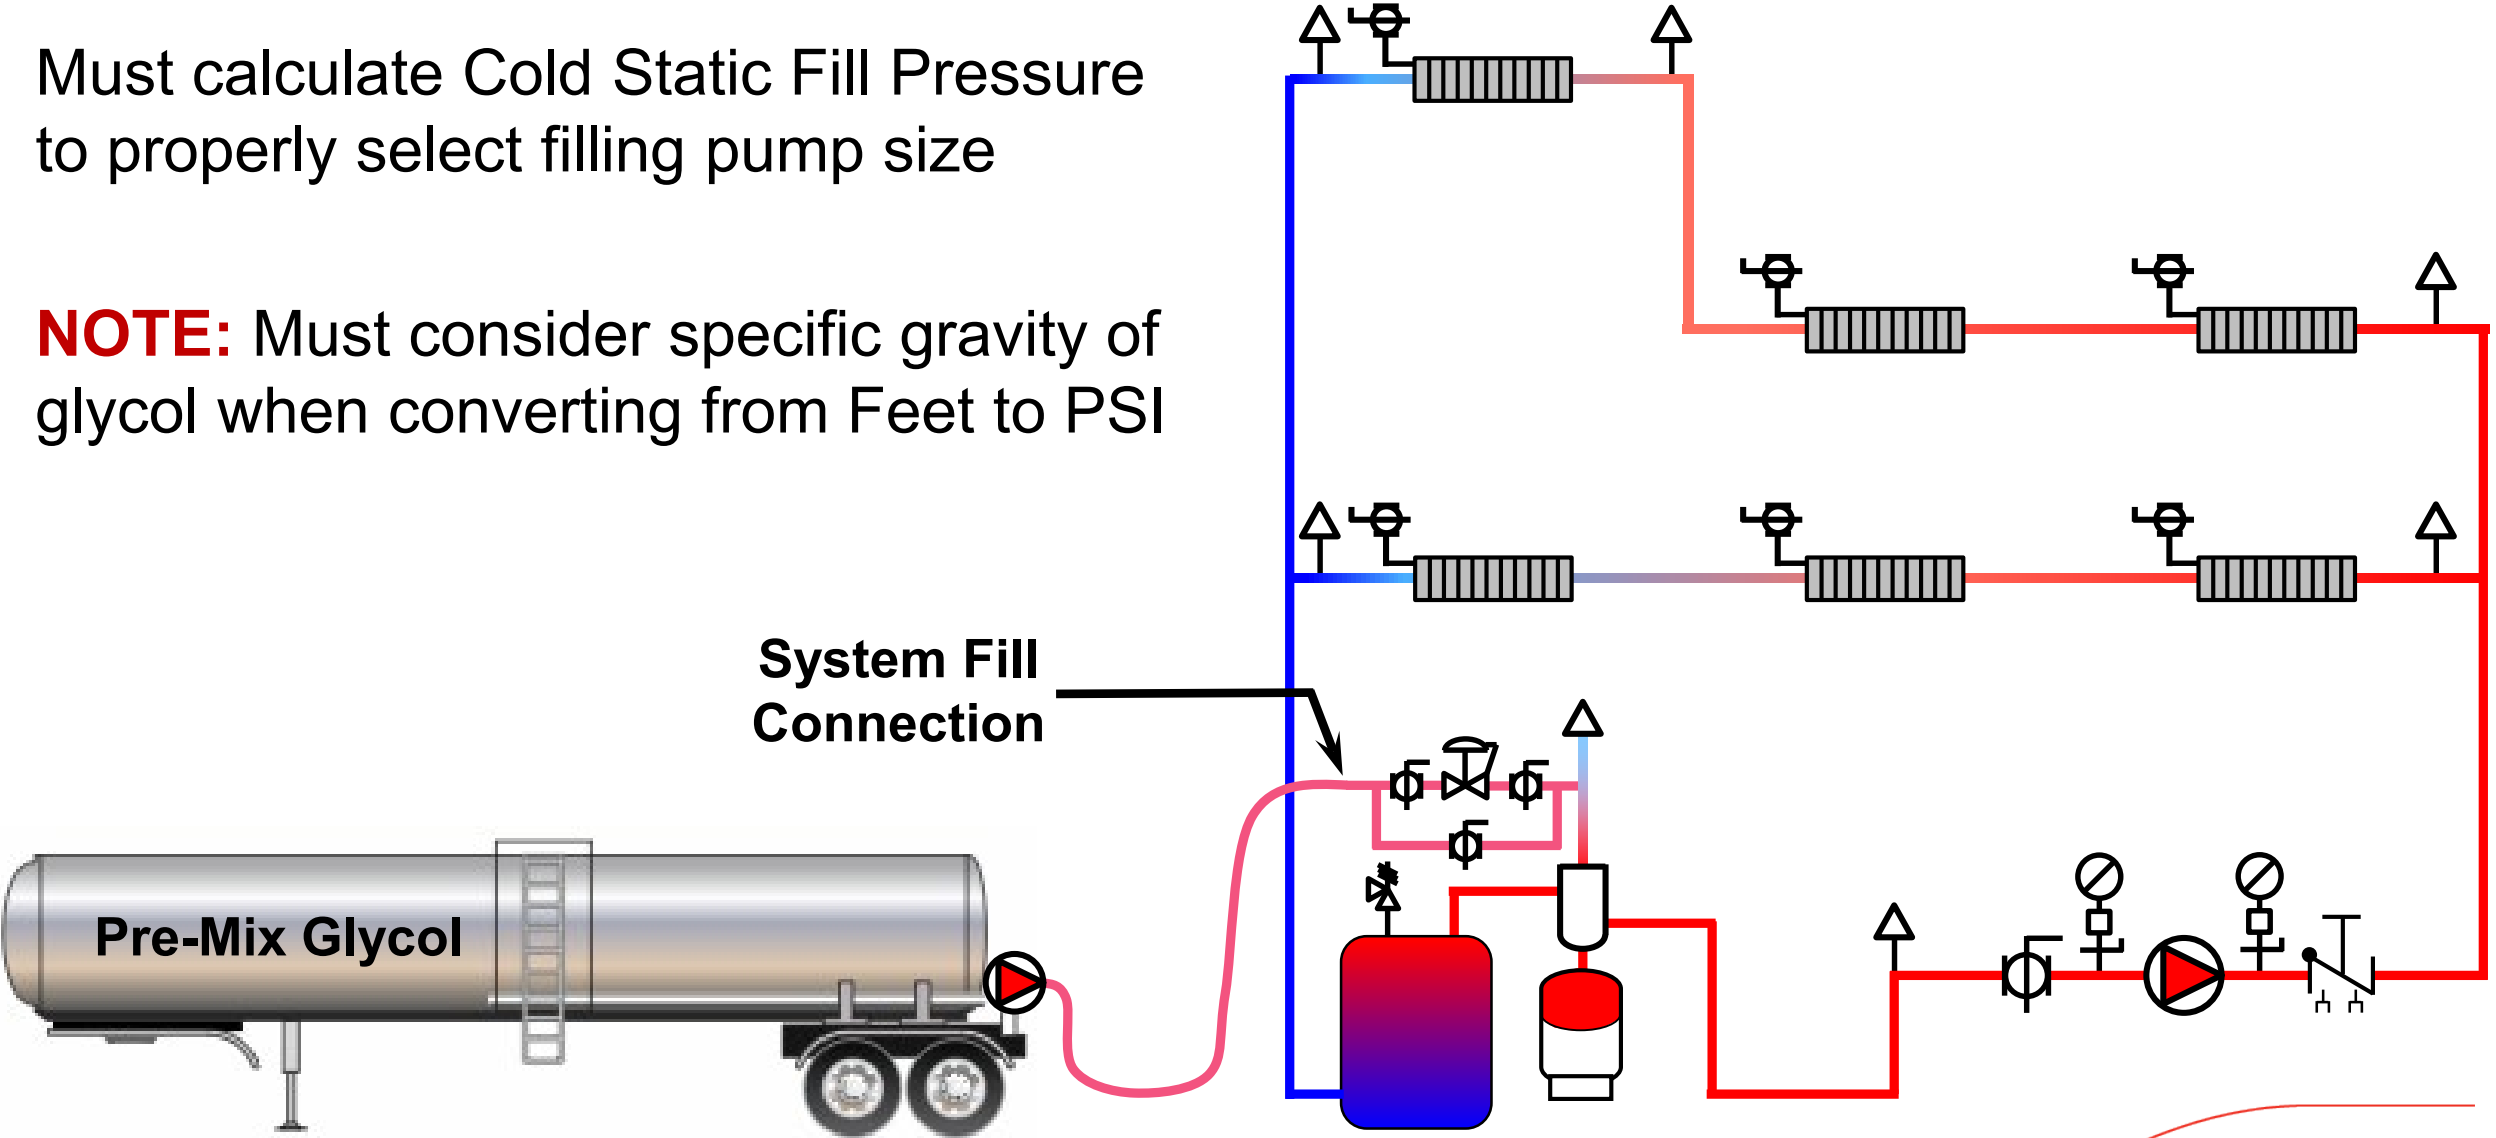 Must calculate Cold Static Fill Pressure
to properly select filling pump size
NOTE: Must consider specific gravity of
glycol when converting from Feet to PSI
System Fill
Connection
Pre-Mix Glycol